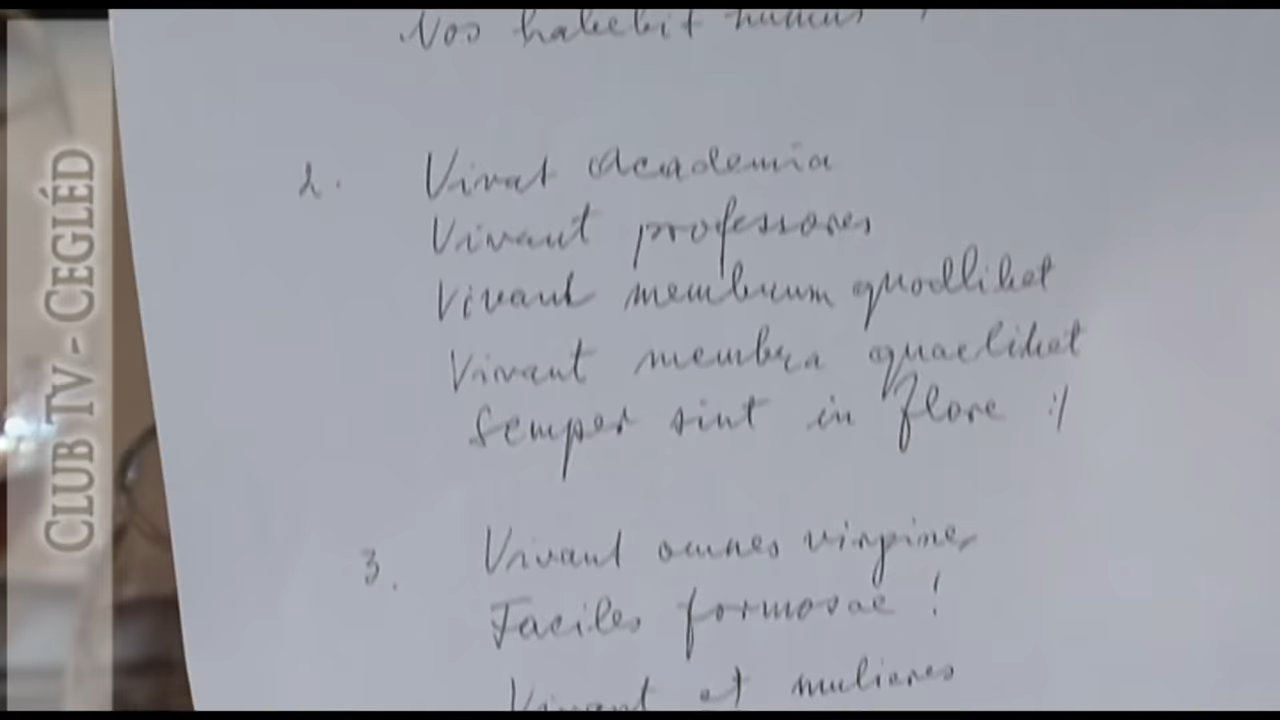 Nos habebit humus
2. Vivat Academia
Vivant professores
Vivant membrum quodlibet
Vivant membra quaelibet
Semper sint in flore :/
3. Vivant omnes virgines
Faciles formosae!
Vivant et mulieres
CLUB TV - CEGLÉD